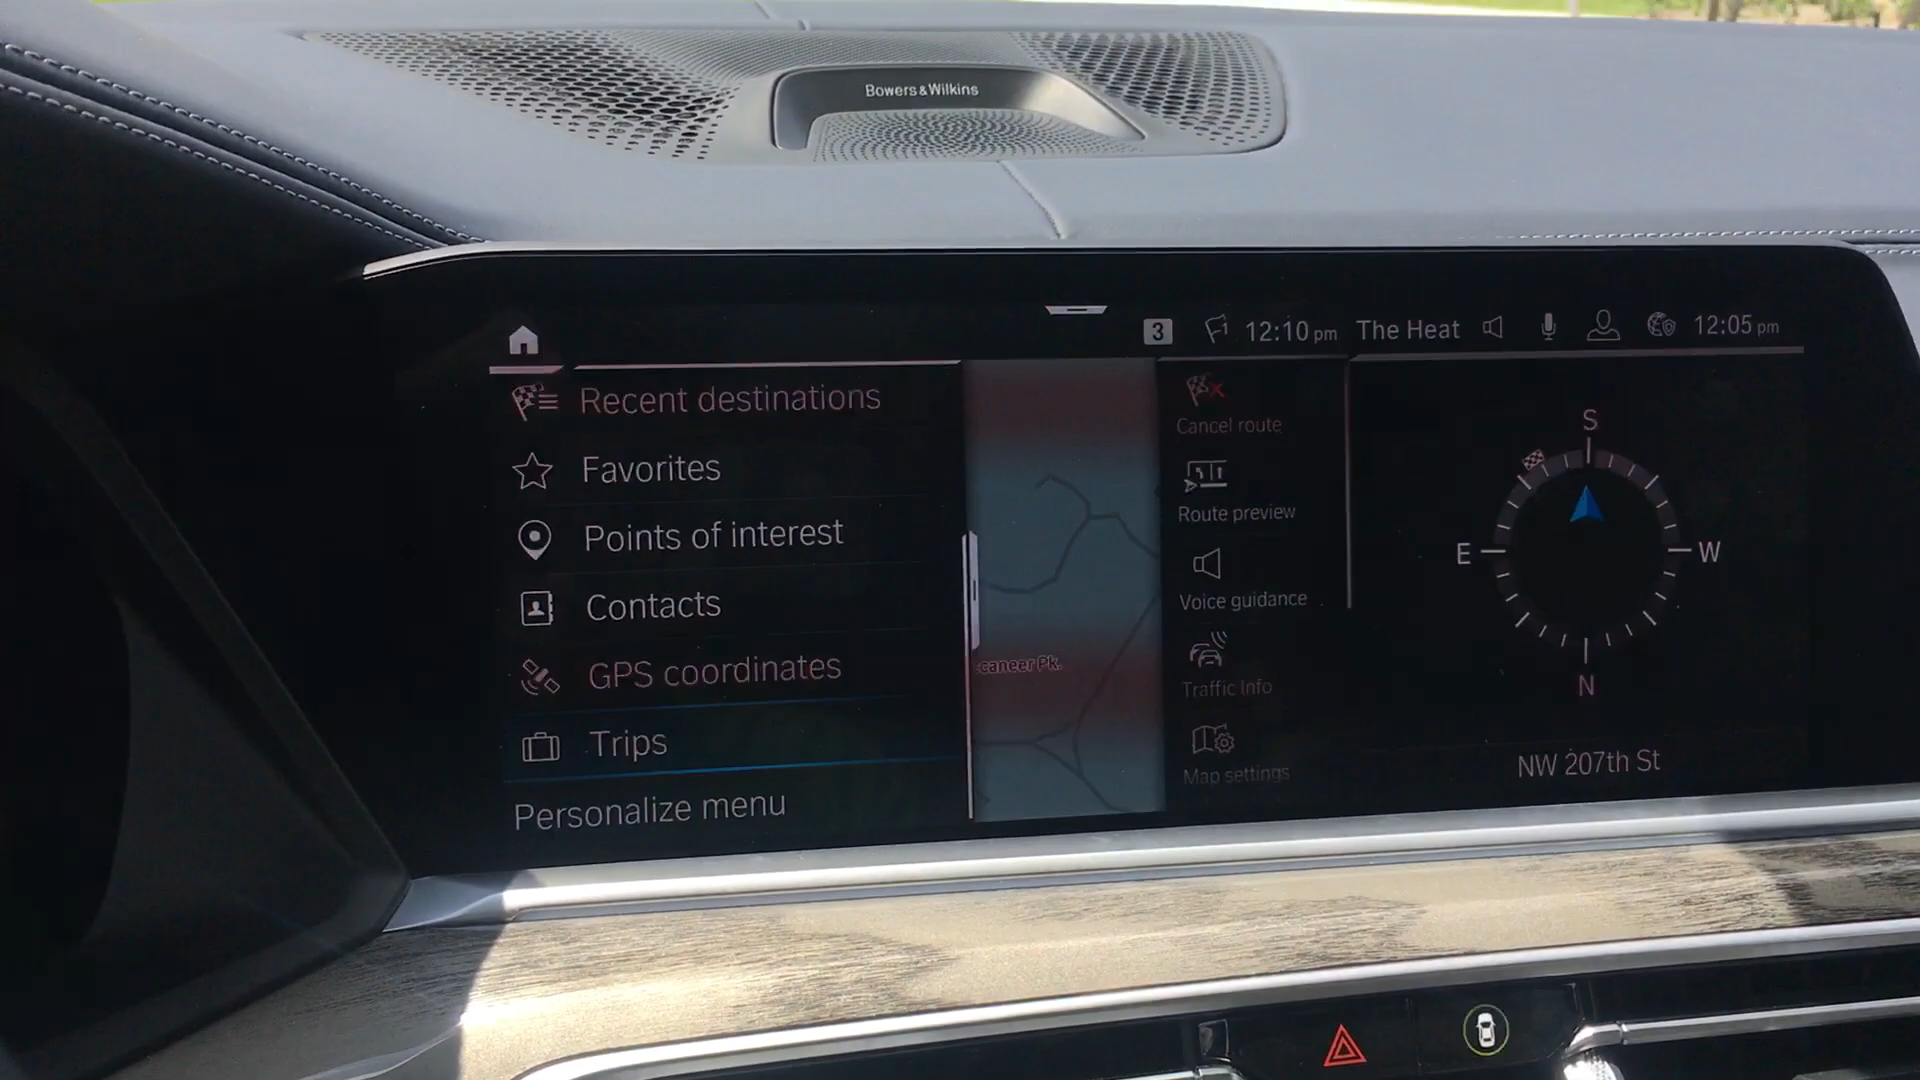 Bowers & Wilkins
3
12:10 pm
The Heat
12:05 pm
Recent destinations
Favorites
Points of interest
Contacts
GPS coordinates
Trips
Personalize menu
caneer Pk.
Cancel route
Route preview
Voice guidance
Traffic Info
Map settings
S
E
W
N
NW 207th St